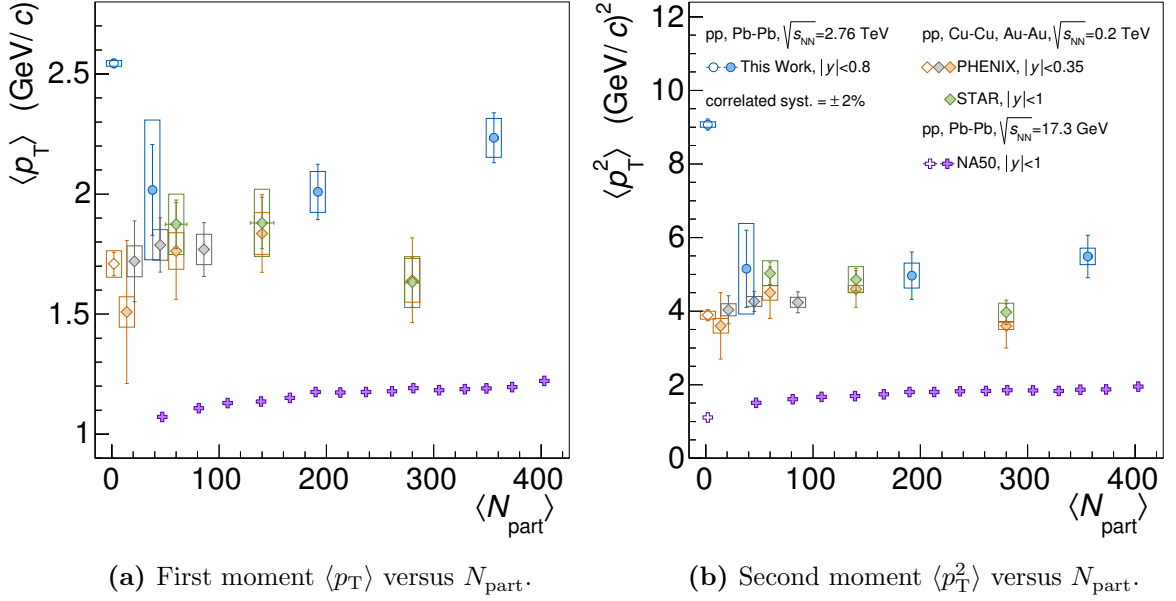 ⟨p_T⟩ (GeV/c)
2.5
2
1.5
1
0 100 200 300 400
⟨N_part⟩
⟨p_T^2⟩ (GeV/c)^2
12
10
8
6
4
2
0
0 100 200 300 400
⟨N_part⟩
pp, Pb-Pb, √s_NN=2.76 TeV
This Work, |y|<0.8
correlated syst. = ±2%
pp, Cu-Cu, Au-Au, √s_NN=0.2 TeV
PHENIX, |y|<0.35
STAR, |y|<1
pp, Pb-Pb, √s_NN=17.3 GeV
NA50, |y|<1
(a) First moment ⟨p_T⟩ versus N_part.
(b) Second moment ⟨p_T^2⟩ versus N_part.